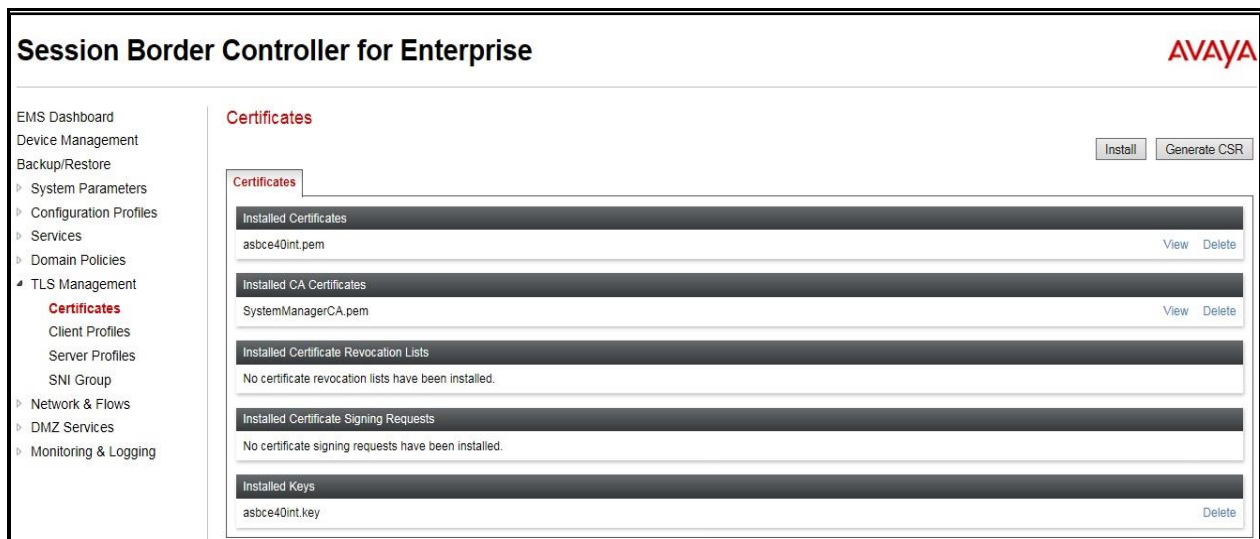 Session Border Controller for Enterprise
AVAYA
EMS Dashboard
Device Management
Backup/Restore
System Parameters
Configuration Profiles
Services
Domain Policies
TLS Management
Certificates
Client Profiles
Server Profiles
SNI Group
Network & Flows
DMZ Services
Monitoring & Logging
Certificates
Install Generate CSR
Certificates
Installed Certificates
asbce40int.pem View Delete
Installed CA Certificates
SystemManagerCA.pem View Delete
Installed Certificate Revocation Lists
No certificate revocation lists have been installed.
Installed Certificate Signing Requests
No certificate signing requests have been installed.
Installed Keys
asbce40int.key Delete